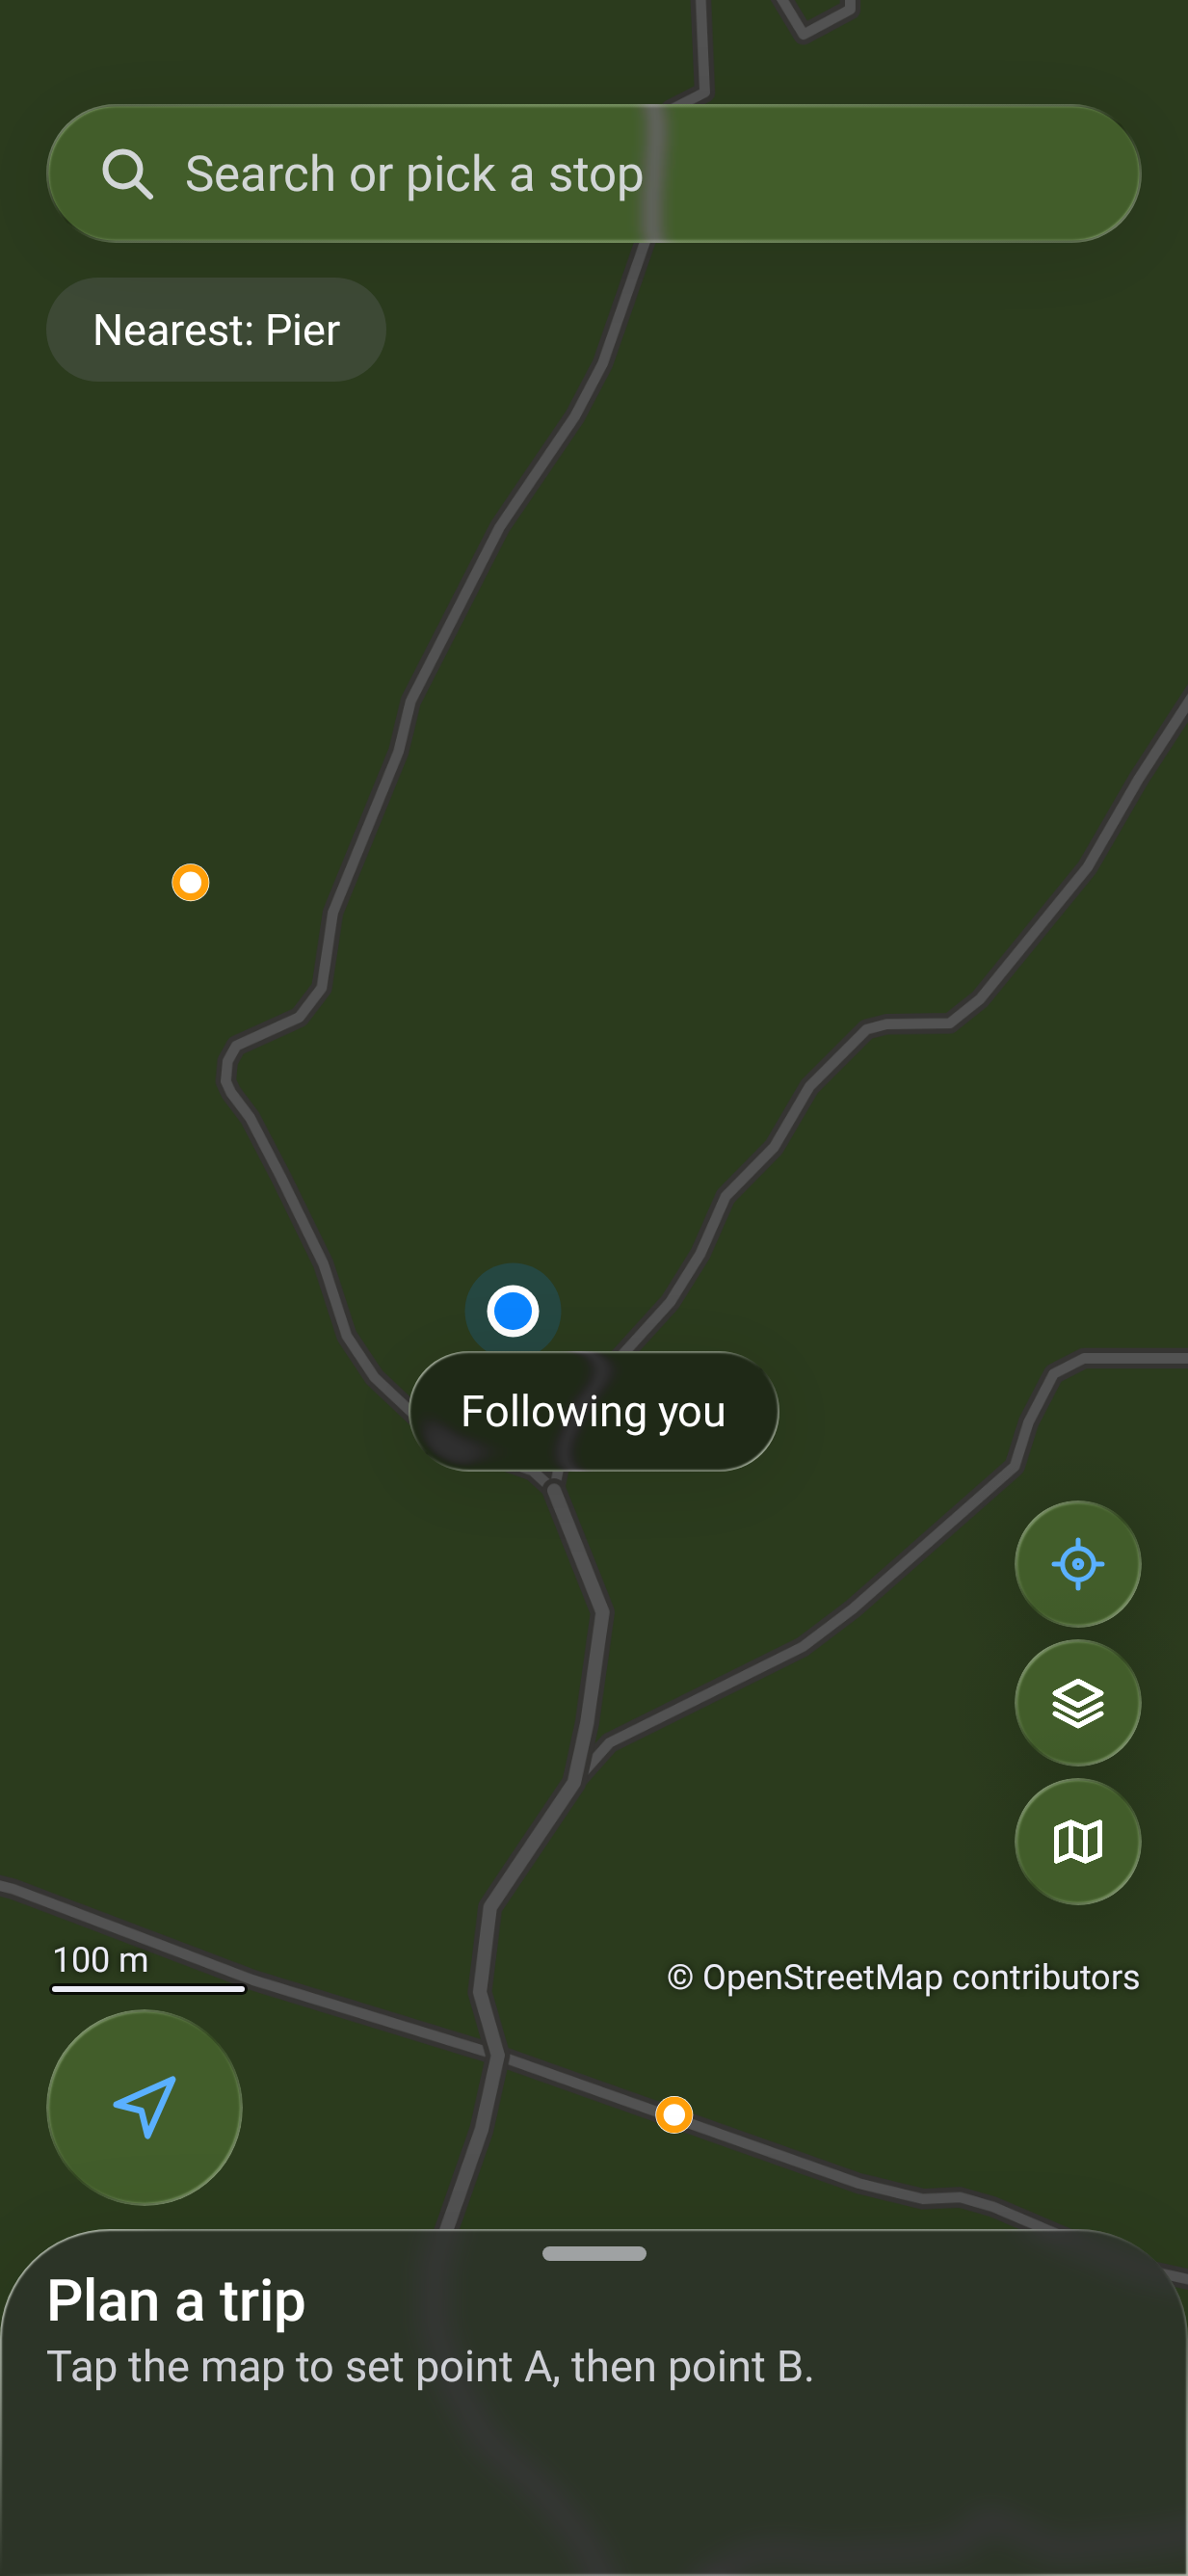 Search or pick a stop
Nearest: Pier
Following you
100 m
© OpenStreetMap contributors
Plan a trip
Tap the map to set point A, then point B.